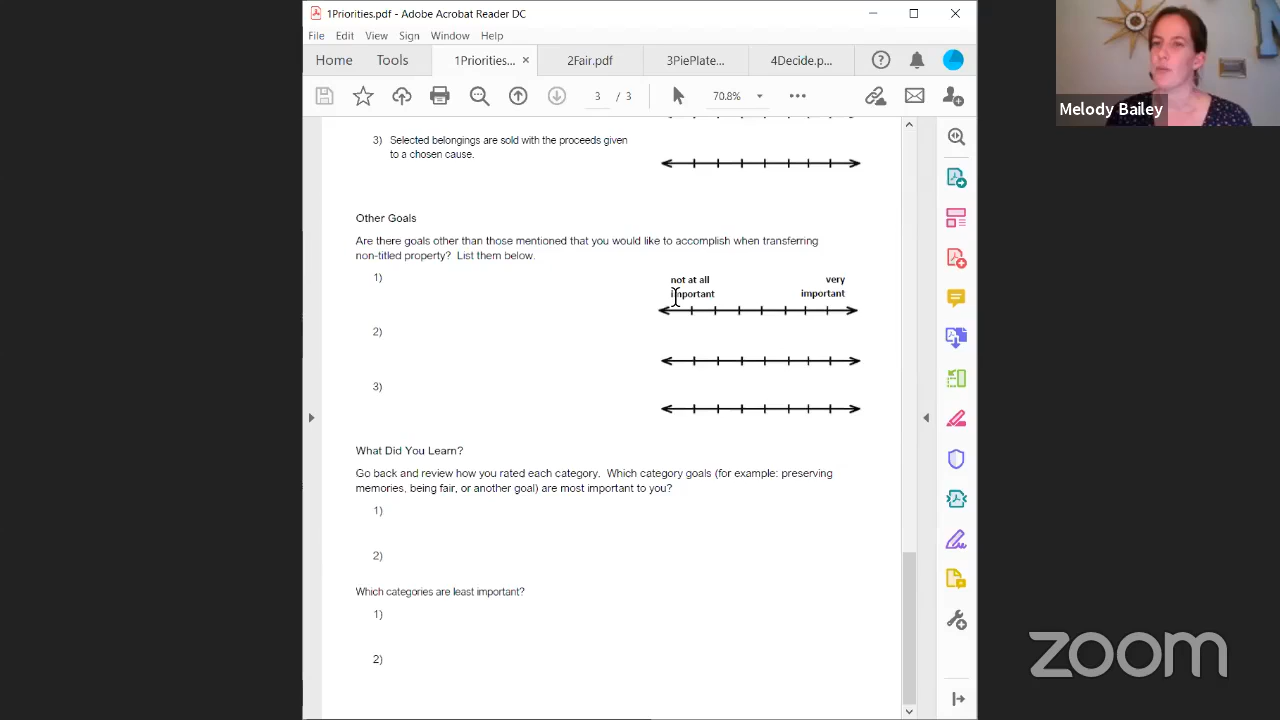 1Priorities.pdf - Adobe Acrobat Reader DC
File Edit View Window Sign Help
Home Tools 1Priorities... × 2Fair.pdf 3PiePlate... 4Decide.p...
3 / 3 70.8%
Melody Bailey
3) Selected belongings are sold with the proceeds given
to a chosen cause.
Other Goals
Are there goals other than those mentioned that you would like to accomplish when transferring
non-titled property? List them below.
1)
not at all very
important important
2)
3)
What Did You Learn?
Go back and review how you rated each category. Which category goals (for example: preserving
memories, being fair, or another goal) are most important to you?
1)
2)
Which categories are least important?
1)
2)
zoom